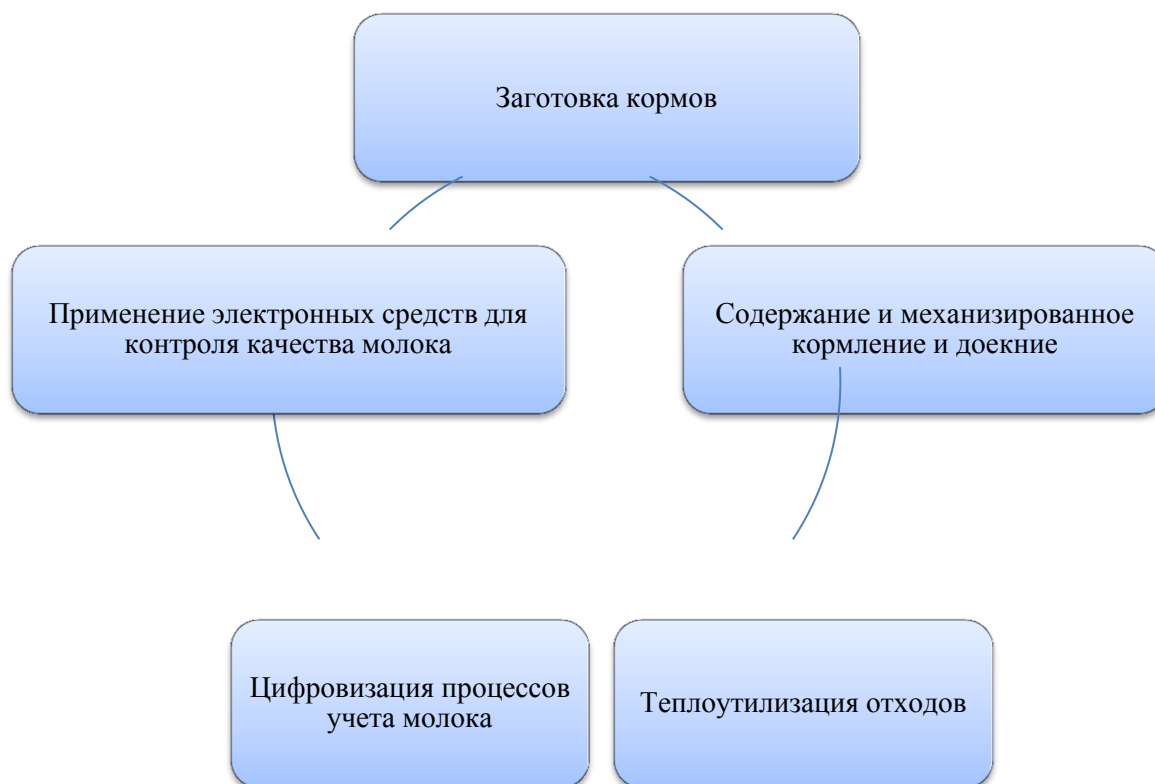 Заготовка кормов
Применение электронных средств для
контроля качества молока
Содержание и механизированное
кормление и доекние
Цифровизация процессов
учета молока
Теплоутилизация отходов